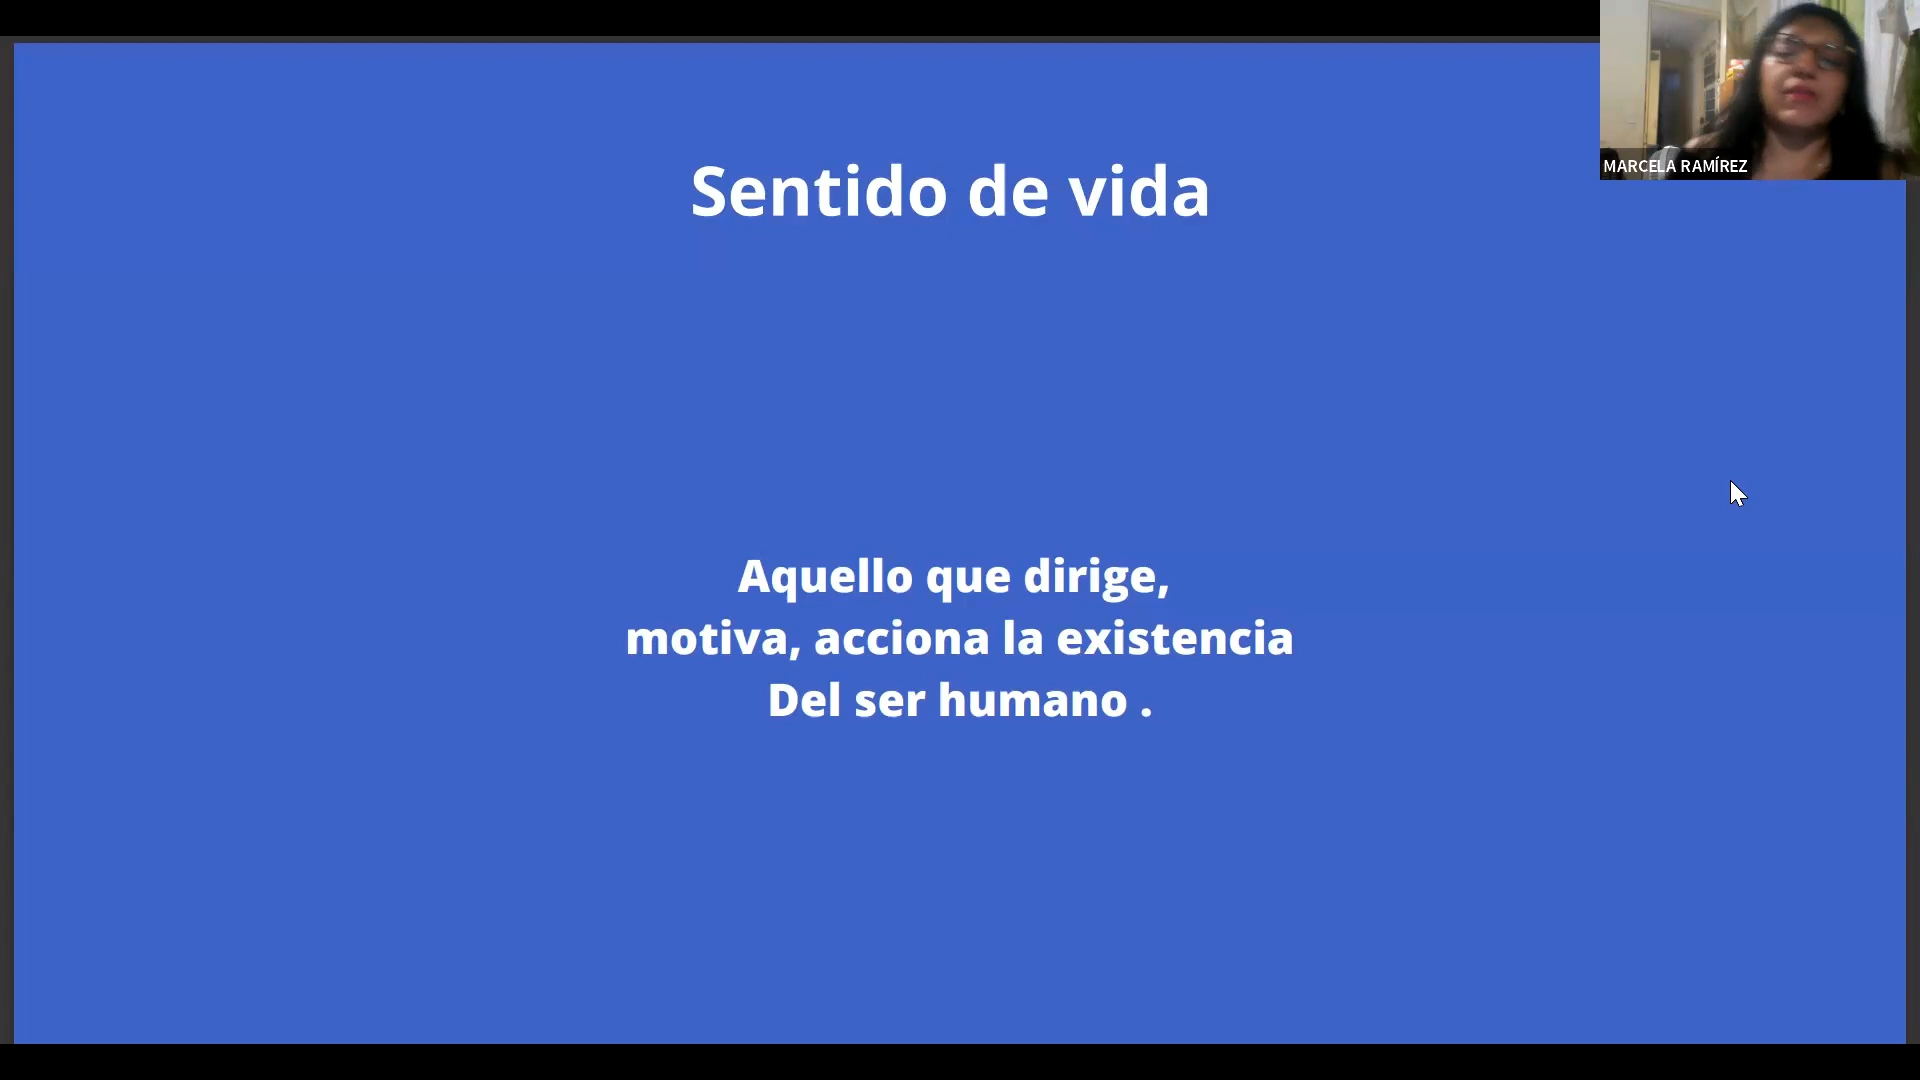 MARCELA RAMÍREZ
Sentido de vida
Aquello que dirige,
motiva, acciona la existencia
Del ser humano .